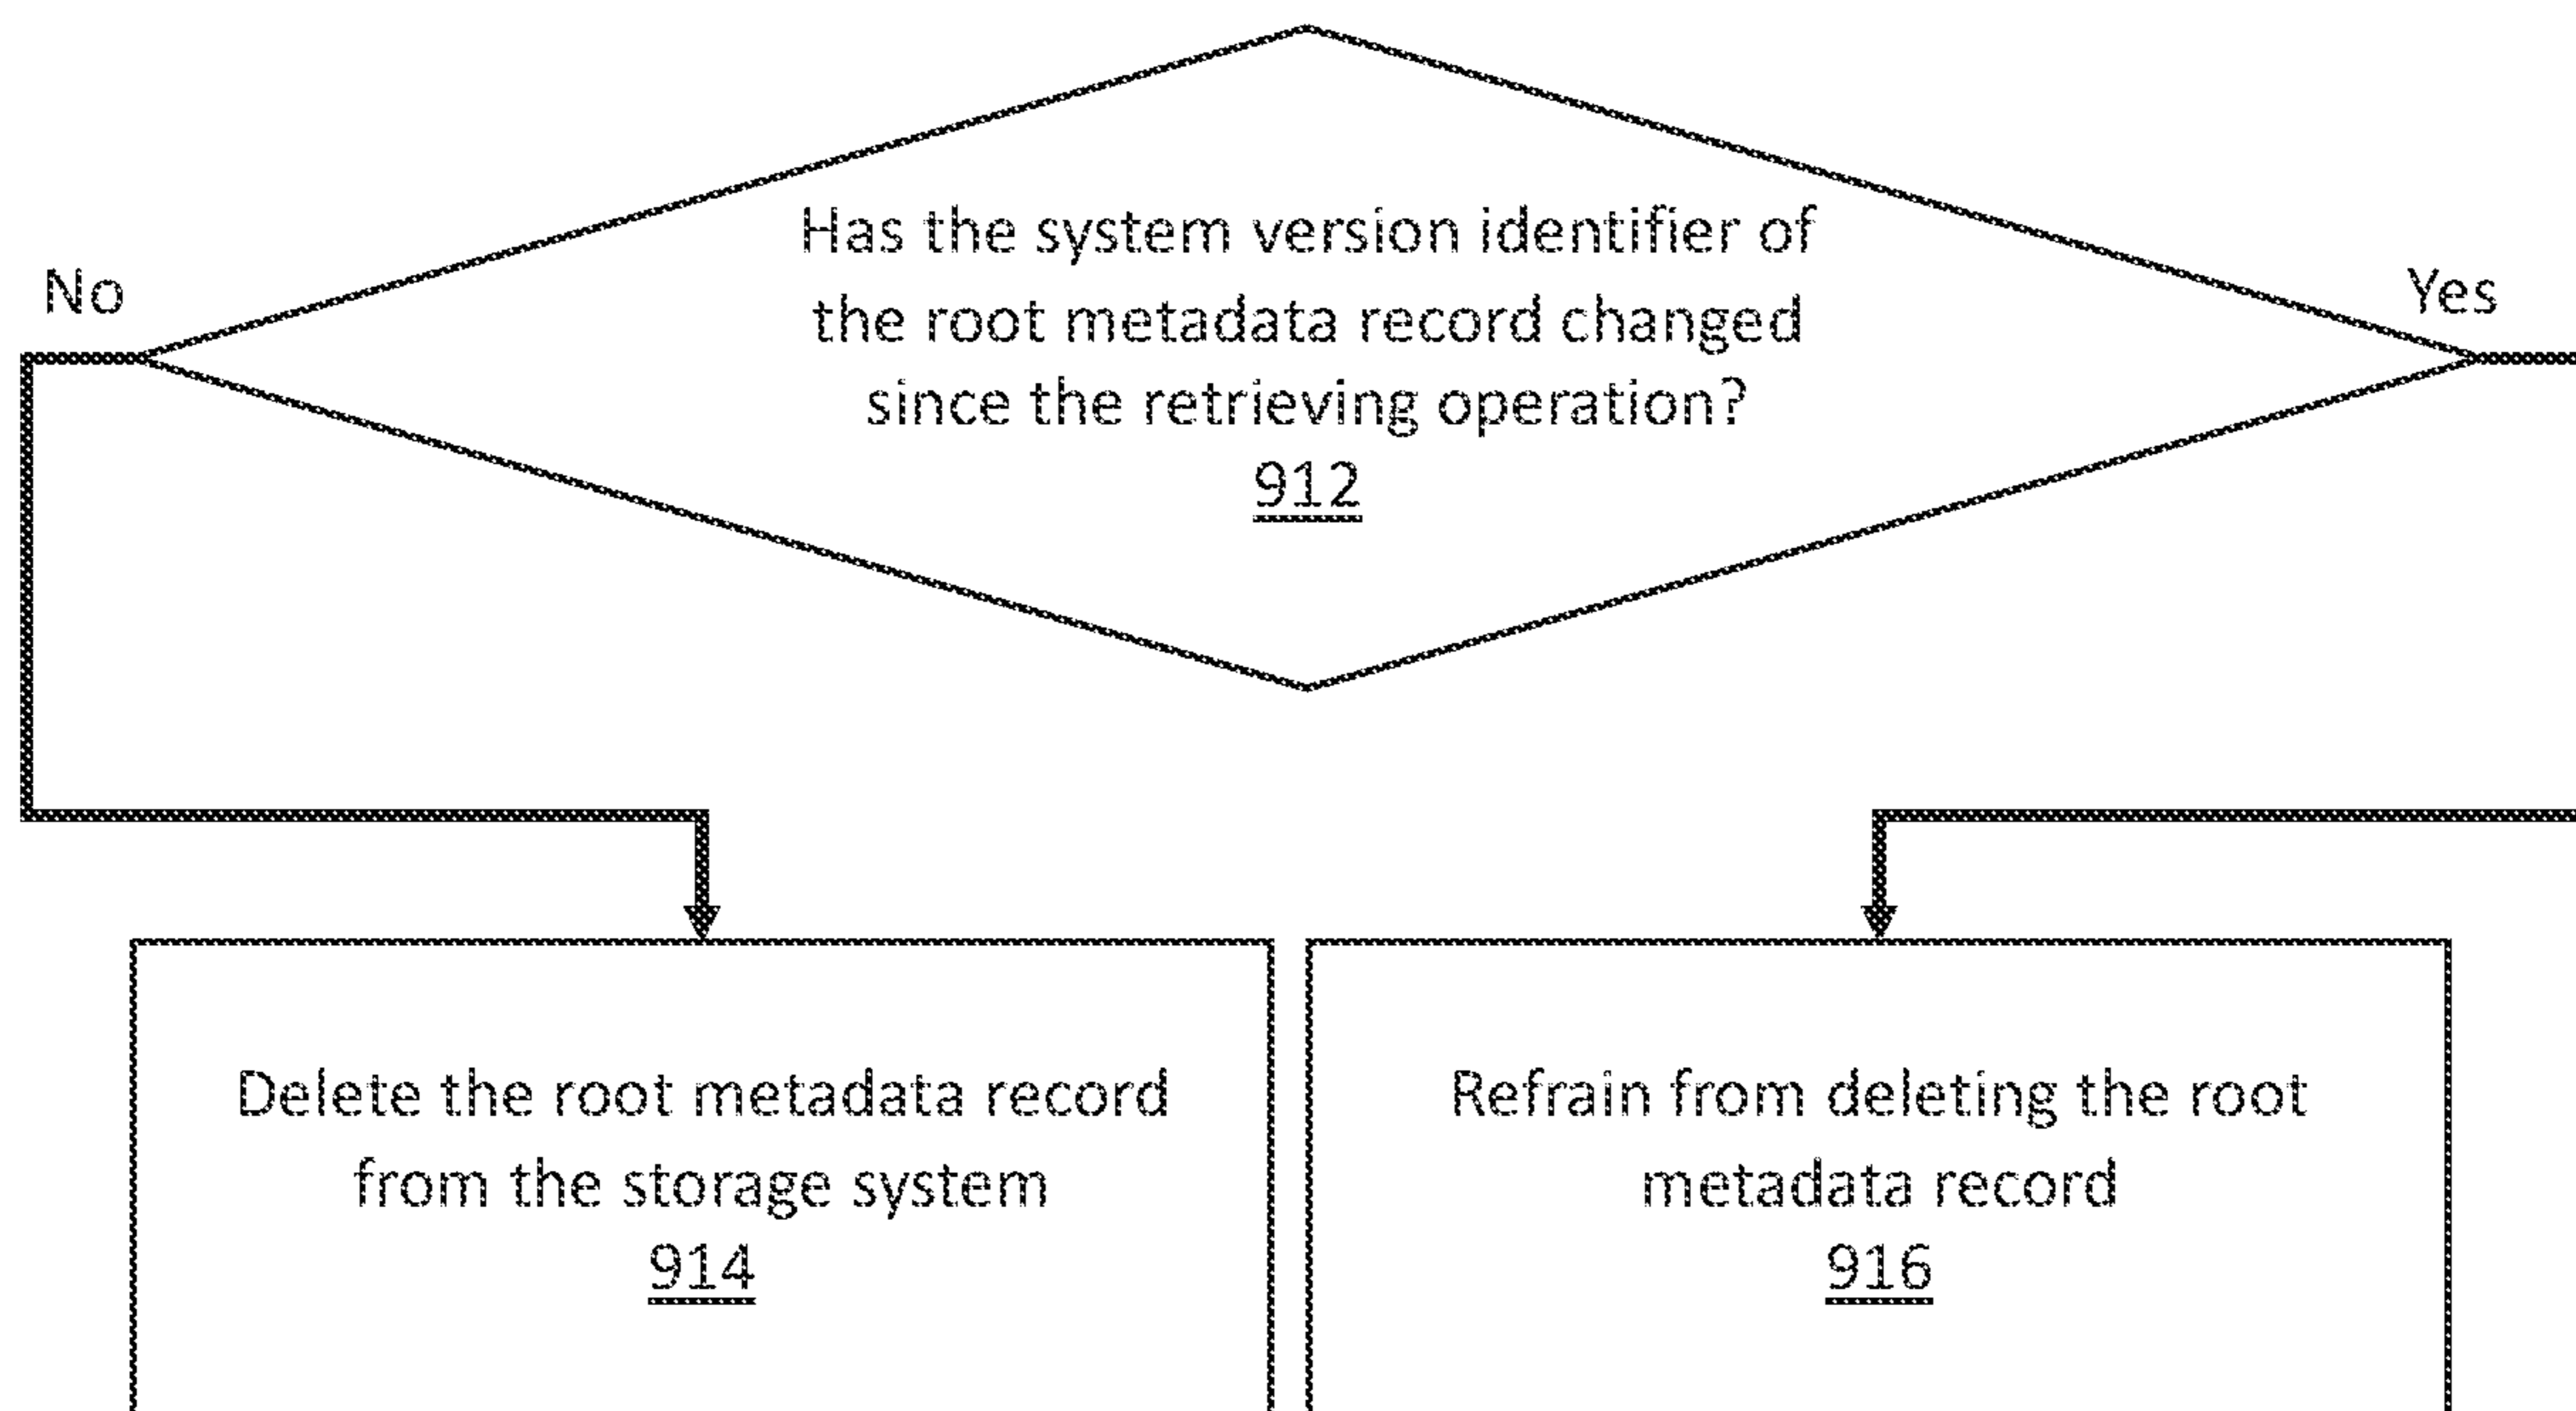 Has the system version identifier of
the root metadata record changed
since the retrieving operation?
912
No
Yes
Delete the root metadata record
from the storage system
914
Refrain from deleting the root
metadata record
916